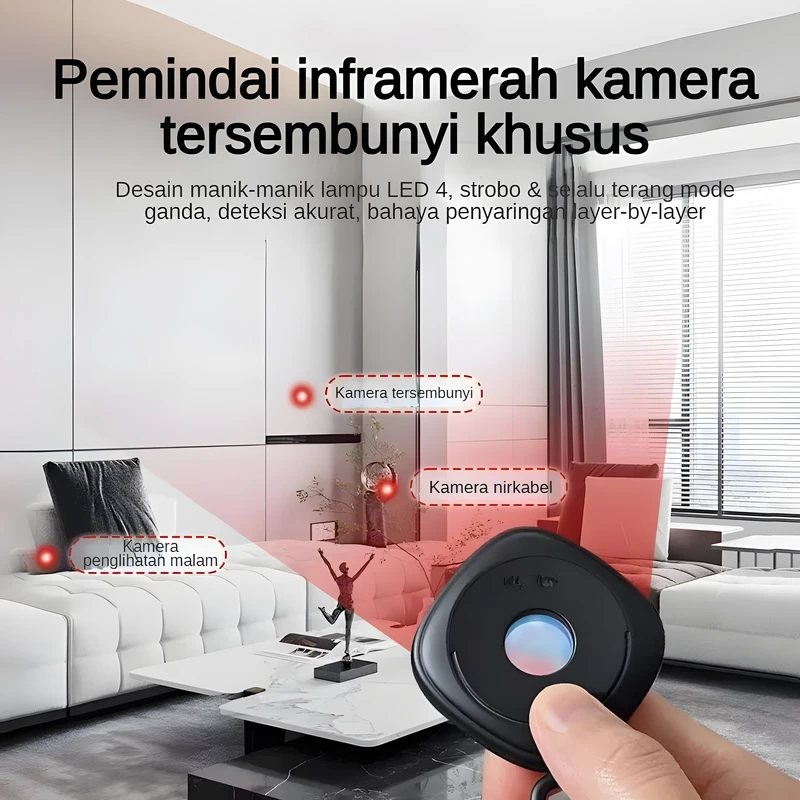 Pemindai inframerah kamera
tersembunyi khusus
Desain manik-manik lampu LED 4, strobo & selalu terang mode
ganda, deteksi akurat, bahaya penyaringan layer-by-layer
Kamera tersembunyi
Kamera nirkabel
Kamera
penglihatan malam